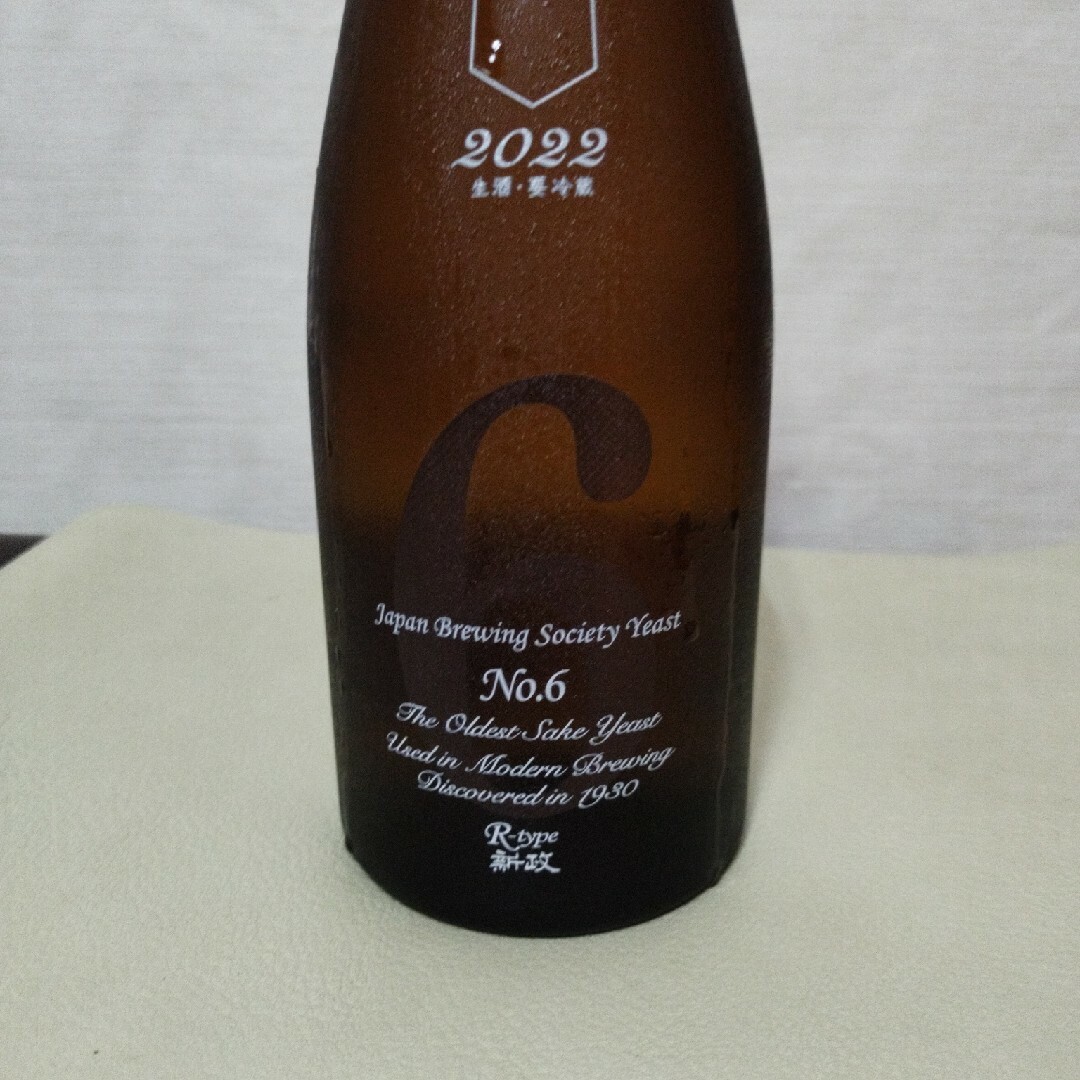 2022
生酒・要冷蔵
6
Japan Brewing Society Yeast
No.6
The Oldest Sake Yeast
Used in Modern Brewing
Discovered in 1930
R-type
新政